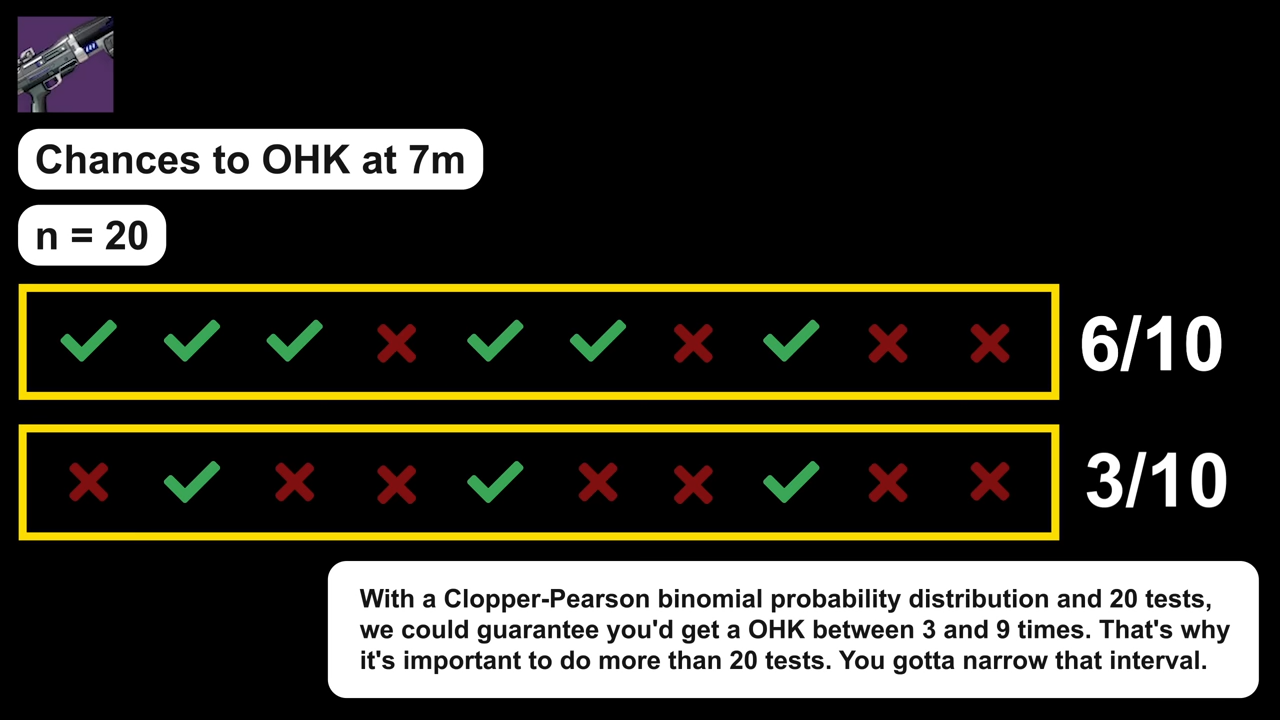 Chances to OHK at 7m
n = 20
6/10
3/10
With a Clopper-Pearson binomial probability distribution and 20 tests,
we could guarantee you'd get a OHK between 3 and 9 times. That's why
it's important to do more than 20 tests. You gotta narrow that interval.